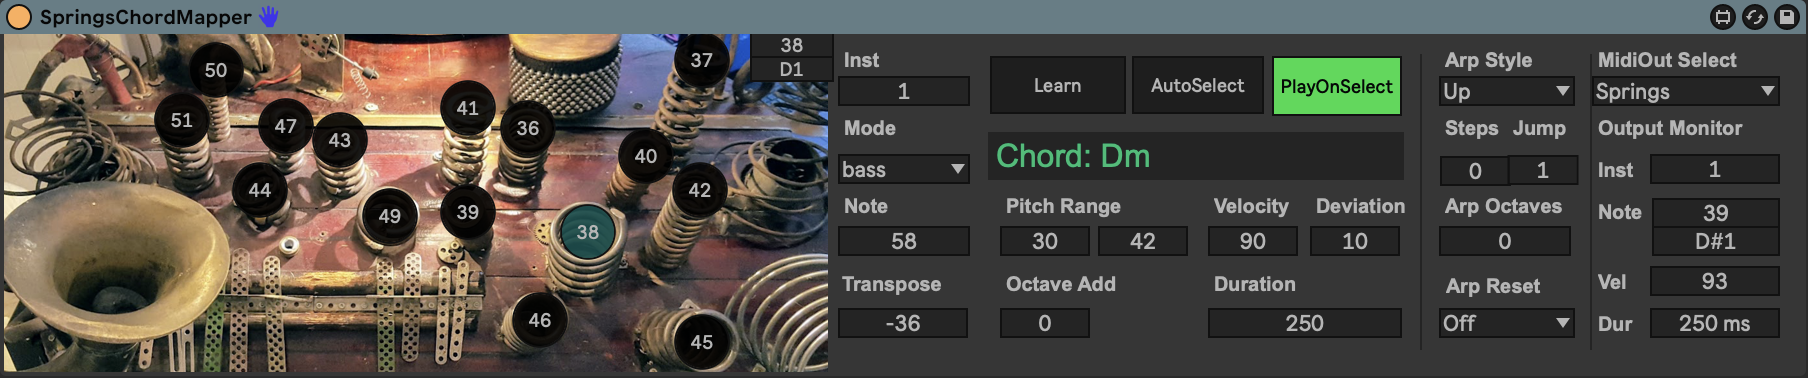 SpringsChordMapper
50
37
38
D1
51
47
43
41
36
40
44
49
39
42
38
46
45
Inst
1
Mode
bass
Note
58
Transpose
-36
Learn
AutoSelect
PlayOnSelect
Chord: Dm
Pitch Range
30
42
Velocity
90
Deviation
10
Octave Add
0
Duration
250
Arp Style
Up
Steps
Jump
0
1
Arp Octaves
0
Arp Reset
Off
MidiOut Select
Springs
Output Monitor
Inst
1
Note
39
D#1
Vel
93
Dur
250 ms